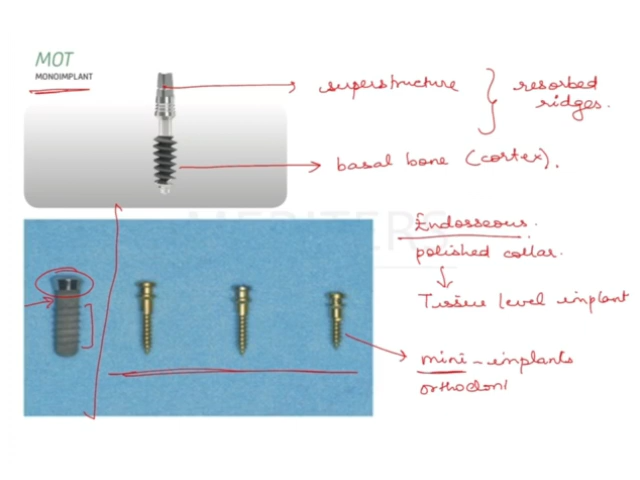 MOT
MONOIMPLANT
superstructure
resorbed
ridges.
basal bone (cortex).
Endosseous.
polished collar.
Tissue level implant
mini-implants
orthodont